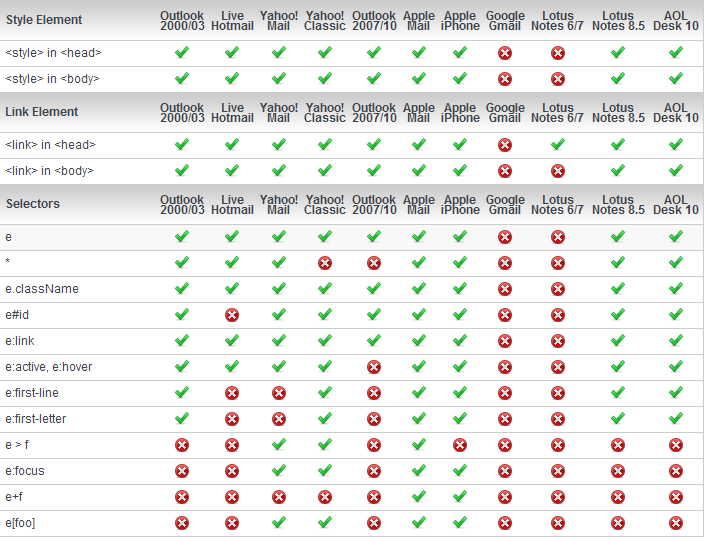 Style Element Outlook 2000/03 Live Hotmail Yahoo! Mail Yahoo! Classic Outlook 2007/10 Apple Mail Apple iPhone Google Gmail Lotus Notes 6/7 Lotus Notes 8.5 AOL Desk 10
<style> in <head>
<style> in <body>
Link Element Outlook 2000/03 Live Hotmail Yahoo! Mail Yahoo! Classic Outlook 2007/10 Apple Mail Apple iPhone Google Gmail Lotus Notes 6/7 Lotus Notes 8.5 AOL Desk 10
<link> in <head>
<link> in <body>
Selectors Outlook 2000/03 Live Hotmail Yahoo! Mail Yahoo! Classic Outlook 2007/10 Apple Mail Apple iPhone Google Gmail Lotus Notes 6/7 Lotus Notes 8.5 AOL Desk 10
e
*
e.className
e#id
e:link
e:active, e:hover
e:first-line
e:first-letter
e > f
e:focus
e+f
e[foo]